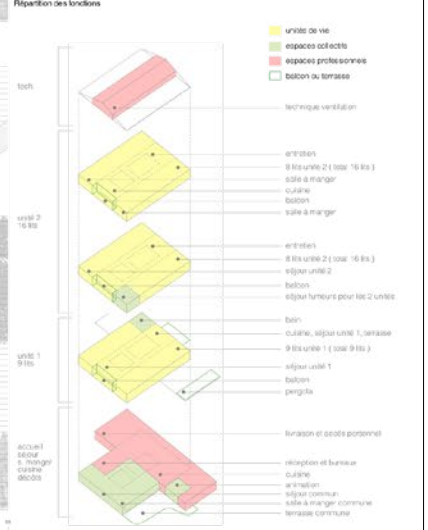 Répartition des fonctions
unités de vie
espaces collectifs
espaces professionnels
balcon ou terrasse
tech.
technique ventilation
unité 2
16 lits
entretien
8 lits unité 2 ( total 16 lits )
salle à manger
cuisine
balcon
salle à manger
entretien
8 lits unité 2 ( total 16 lits )
séjour unité 2
balcon
séjour fumeurs pour les 2 unités
unité 1
9 lits
bain
cuisine, séjour unité 1, terrasse
9 lits unité 1 ( total 9 lits )
séjour unité 1
balcon
pergola
accueil
séjour
s. manger
cuisine
livraison et accès personnel
réception et bureaux
cuisine
animation
séjour commun
salle à manger commune
terrasse commune